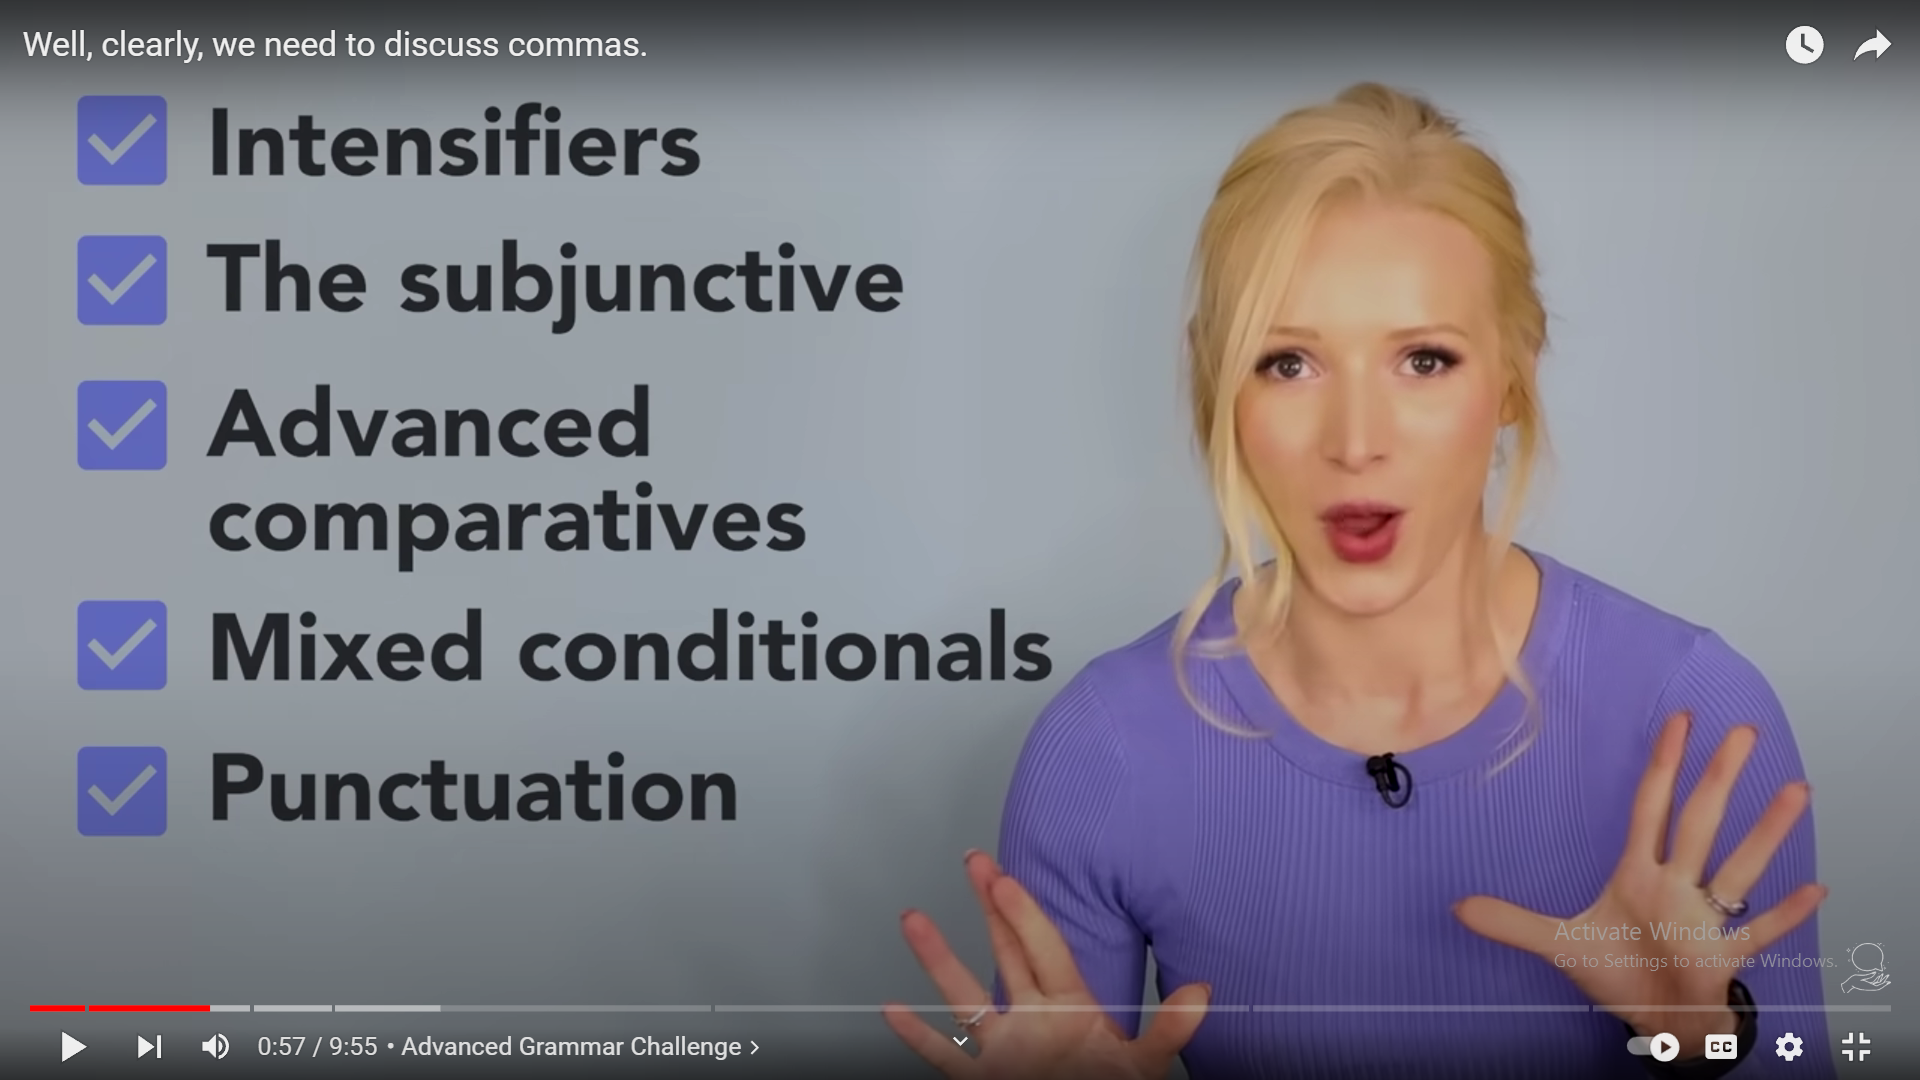 Well, clearly, we need to discuss commas.
Intensifiers
The subjunctive
Advanced
comparatives
Mixed conditionals
Punctuation
Activate Windows
Go to Settings to activate Windows.
0:57 / 9:55 • Advanced Grammar Challenge >
CC